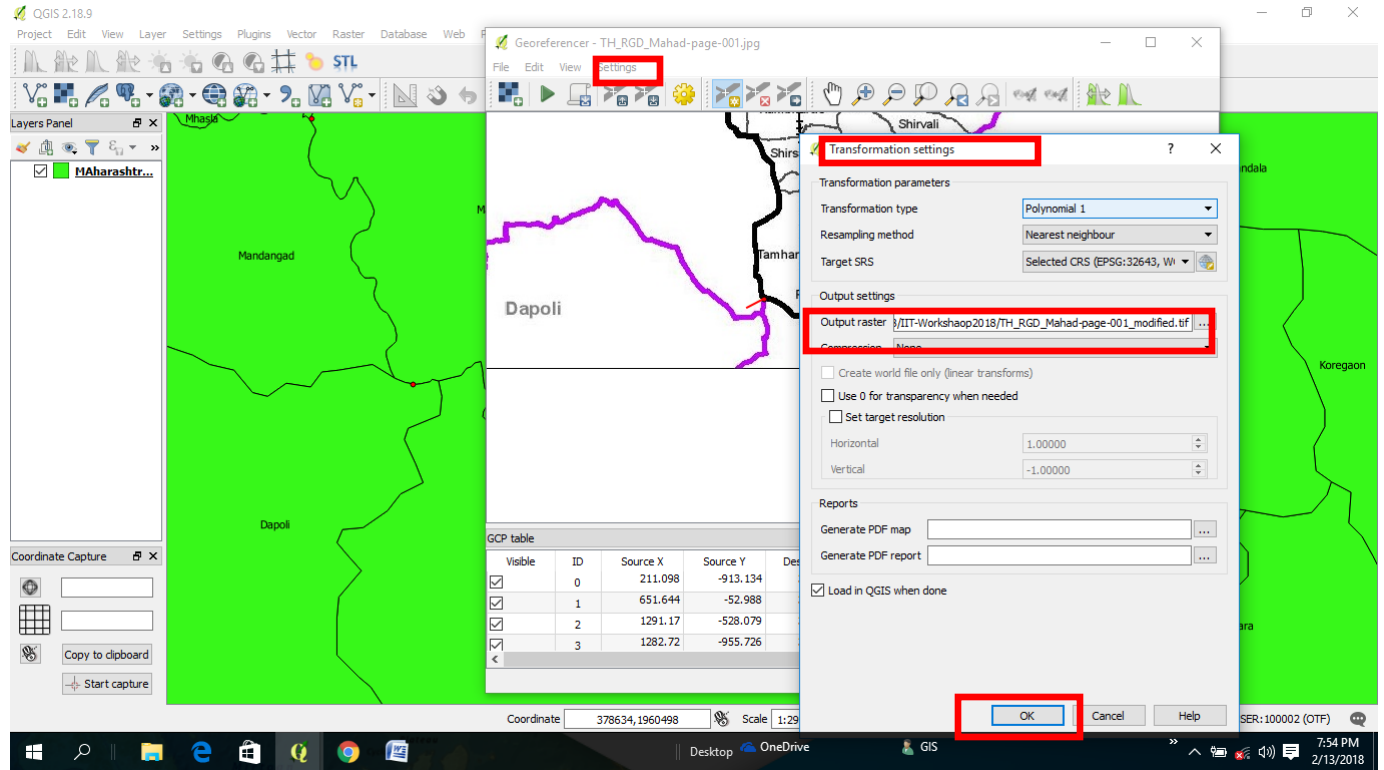 QGIS 2.18.9
Project Edit View Layer Settings Plugins Vector Raster Database Web
STL
Layers Panel
MAharashtr...
Mhasla
Mandangad
Dapoli
Koregaon
Georeferencer - TH_RGD_Mahad-page-001.jpg
File Edit View Settings
Shirvali
Dapoli
GCP table
Visible ID Source X Source Y
0 211.098 -913.134
1 651.644 -52.988
2 1291.17 -528.079
3 1282.72 -955.726
Transformation settings
Transformation parameters
Transformation type Polynomial 1
Resampling method Nearest neighbour
Target SRS Selected CRS (EPSG:32643,
Output settings
Output raster 3/IIT-Workshaop2018/TH_RGD_Mahad-page-001_modified.tif ...
Compression None
Create world file only (linear transforms)
Use 0 for transparency when needed
Set target resolution
Horizontal 1.00000
Vertical -1.00000
Reports
Generate PDF map ...
Generate PDF report ...
Load in QGIS when done
OK Cancel Help
Coordinate Capture
Copy to clipboard
Start capture
Coordinate 378634,1960498 Scale 1:29
SER:100002 (OTF)
Desktop OneDrive GIS
7:54 PM
2/13/2018